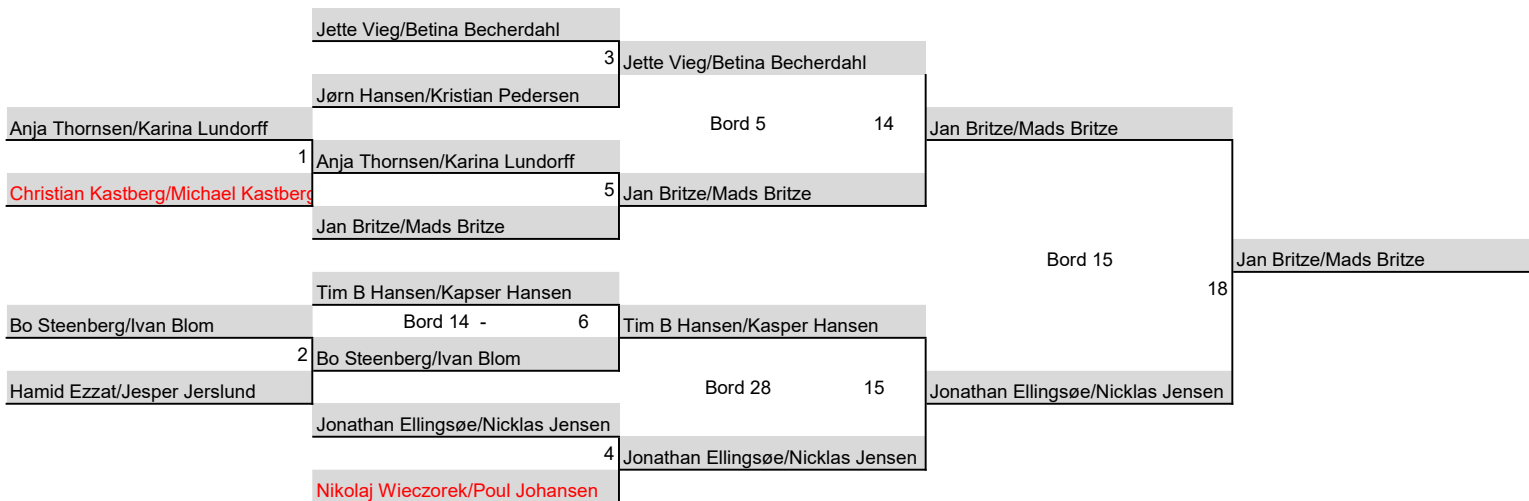 Jette Vieg/Betina Becherdahl
3 Jette Vieg/Betina Becherdahl
Jørn Hansen/Kristian Pedersen
Anja Thornsen/Karina Lundorff
Bord 5 14
Jan Britze/Mads Britze
1 Anja Thornsen/Karina Lundorff
Christian Kastberg/Michael Kastberg
5 Jan Britze/Mads Britze
Jan Britze/Mads Britze
Bord 15
Jan Britze/Mads Britze
18
Tim B Hansen/Kapser Hansen
Bo Steenberg/Ivan Blom
Bord 14 - 6
Tim B Hansen/Kasper Hansen
2 Bo Steenberg/Ivan Blom
Hamid Ezzat/Jesper Jerslund
Bord 28 15
Jonathan Ellingsøe/Nicklas Jensen
Jonathan Ellingsøe/Nicklas Jensen
4 Jonathan Ellingsøe/Nicklas Jensen
Nikolaj Wieczorek/Poul Johansen